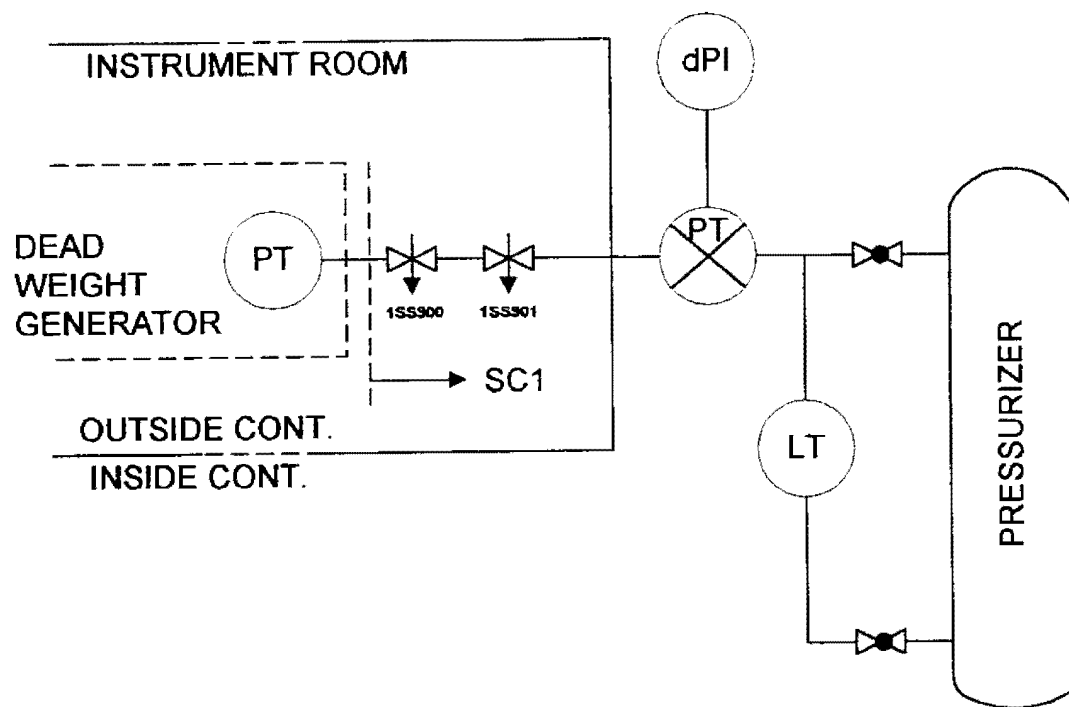 INSTRUMENT ROOM
dPI
PT
DEAD
WEIGHT
GENERATOR
PT
1SS900
1SS901
SC1
OUTSIDE CONT.
INSIDE CONT.
LT
PRESSURIZER